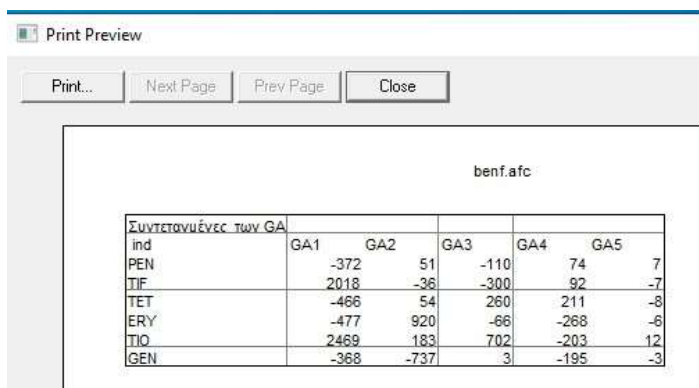 Print Preview
Print... Next Page Prev Page Close
benf.afc
Συντεταγμένες των GA
ind GA1 GA2 GA3 GA4 GA5
PEN -372 51 -110 74 7
TIF 2018 -36 -300 92 -7
TET -466 54 260 211 -8
ERY -477 920 -66 -268 -6
TIO 2469 183 702 -203 12
GEN -368 -737 3 -195 -3